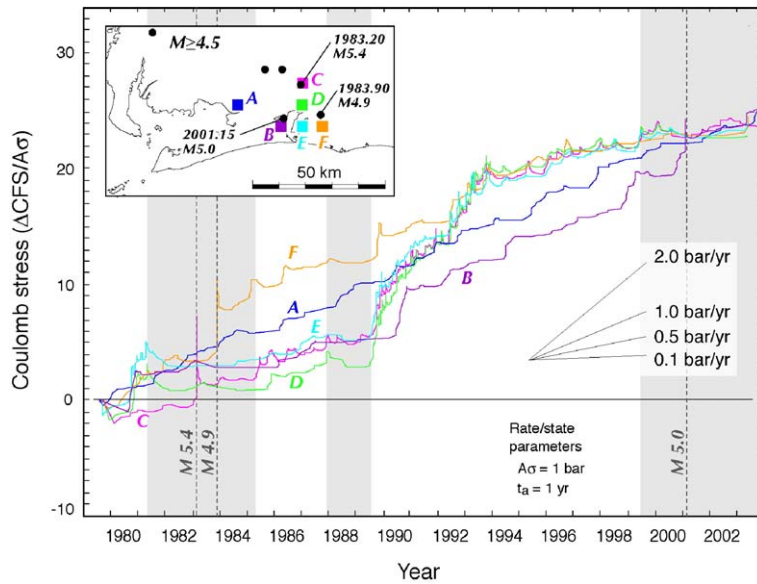 30
20
10
0
-10
Coulomb stress (ΔCFS/Aσ)
M≥4.5
1983.20
M5.4
C
1983.90
M4.9
A
D
2001.15
M5.0
B
E
F
50 km
F
A
E
B
D
C
2.0 bar/yr
1.0 bar/yr
0.5 bar/yr
0.1 bar/yr
Rate/state
parameters
Aσ = 1 bar
ta = 1 yr
M 5.4
M 4.9
M 5.0
1980 1982 1984 1986 1988 1990 1992 1994 1996 1998 2000 2002
Year